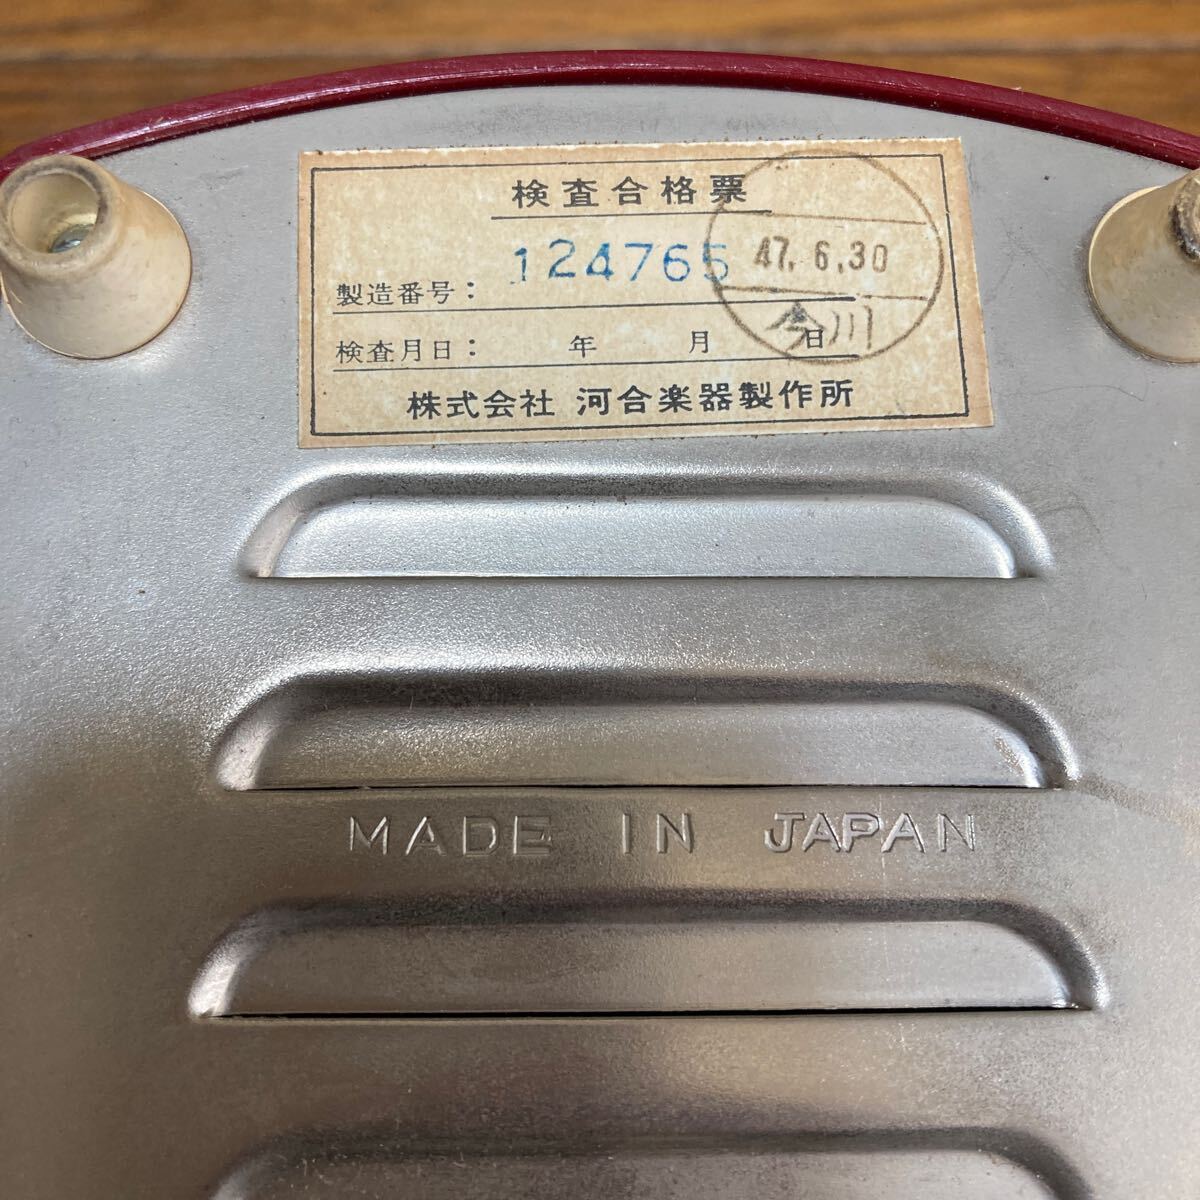 検査合格票
製造番号： 124765
検査月日： 年 月 日
47.6.30
今川
株式会社 河合楽器製作所
MADE IN JAPAN